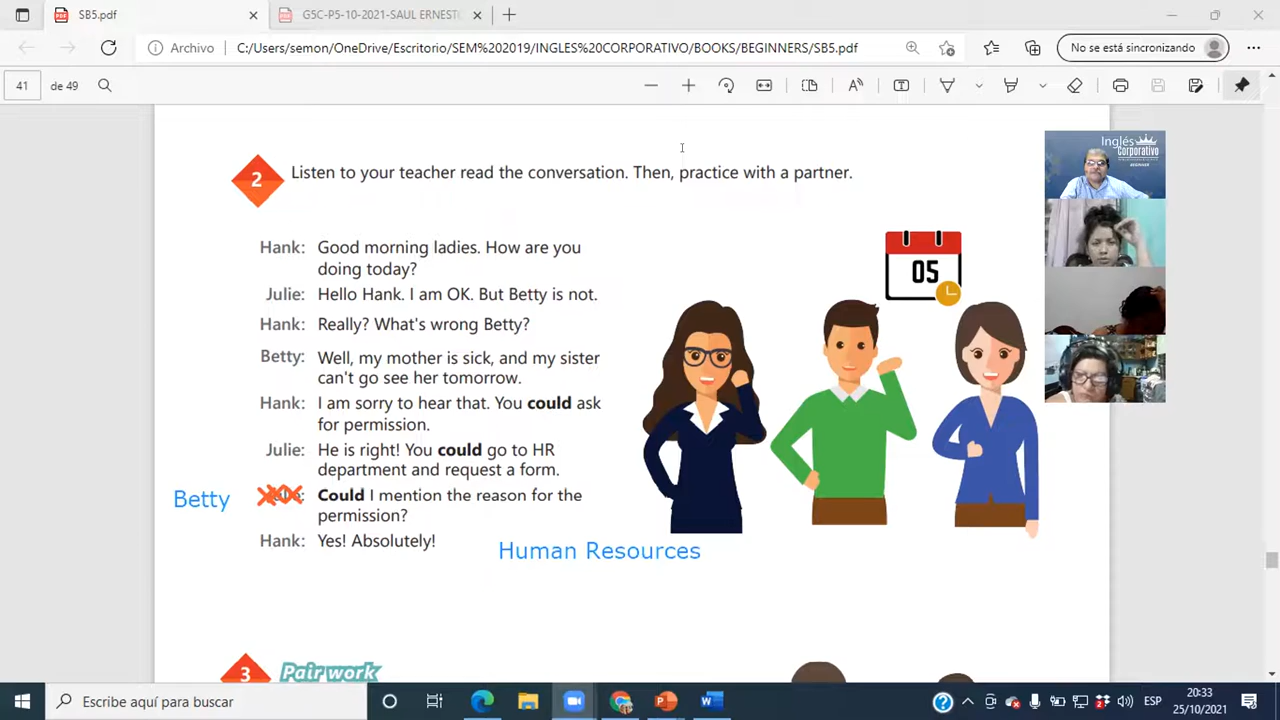 SB5.pdf
G5C-P5-10-2021-SAUL ERNEST
Archivo
C:/Users/semon/OneDrive/Escritorio/SEM%202019/INGLES%20CORPORATIVO/BOOKS/BEGINNERS/SB5.pdf
No se está sincronizando
41 de 49
Inglés
Corporativo
2 Listen to your teacher read the conversation. Then, practice with a partner.
05
Hank: Good morning ladies. How are you
doing today?
Julie: Hello Hank. I am OK. But Betty is not.
Hank: Really? What's wrong Betty?
Betty: Well, my mother is sick, and my sister
can't go see her tomorrow.
Hank: I am sorry to hear that. You could ask
for permission.
Julie: He is right! You could go to HR
department and request a form.
Betty Could I mention the reason for the
permission?
Hank: Yes! Absolutely!
Human Resources
3 Pair work
Escribe aquí para buscar
ESP
20:33
25/10/2021